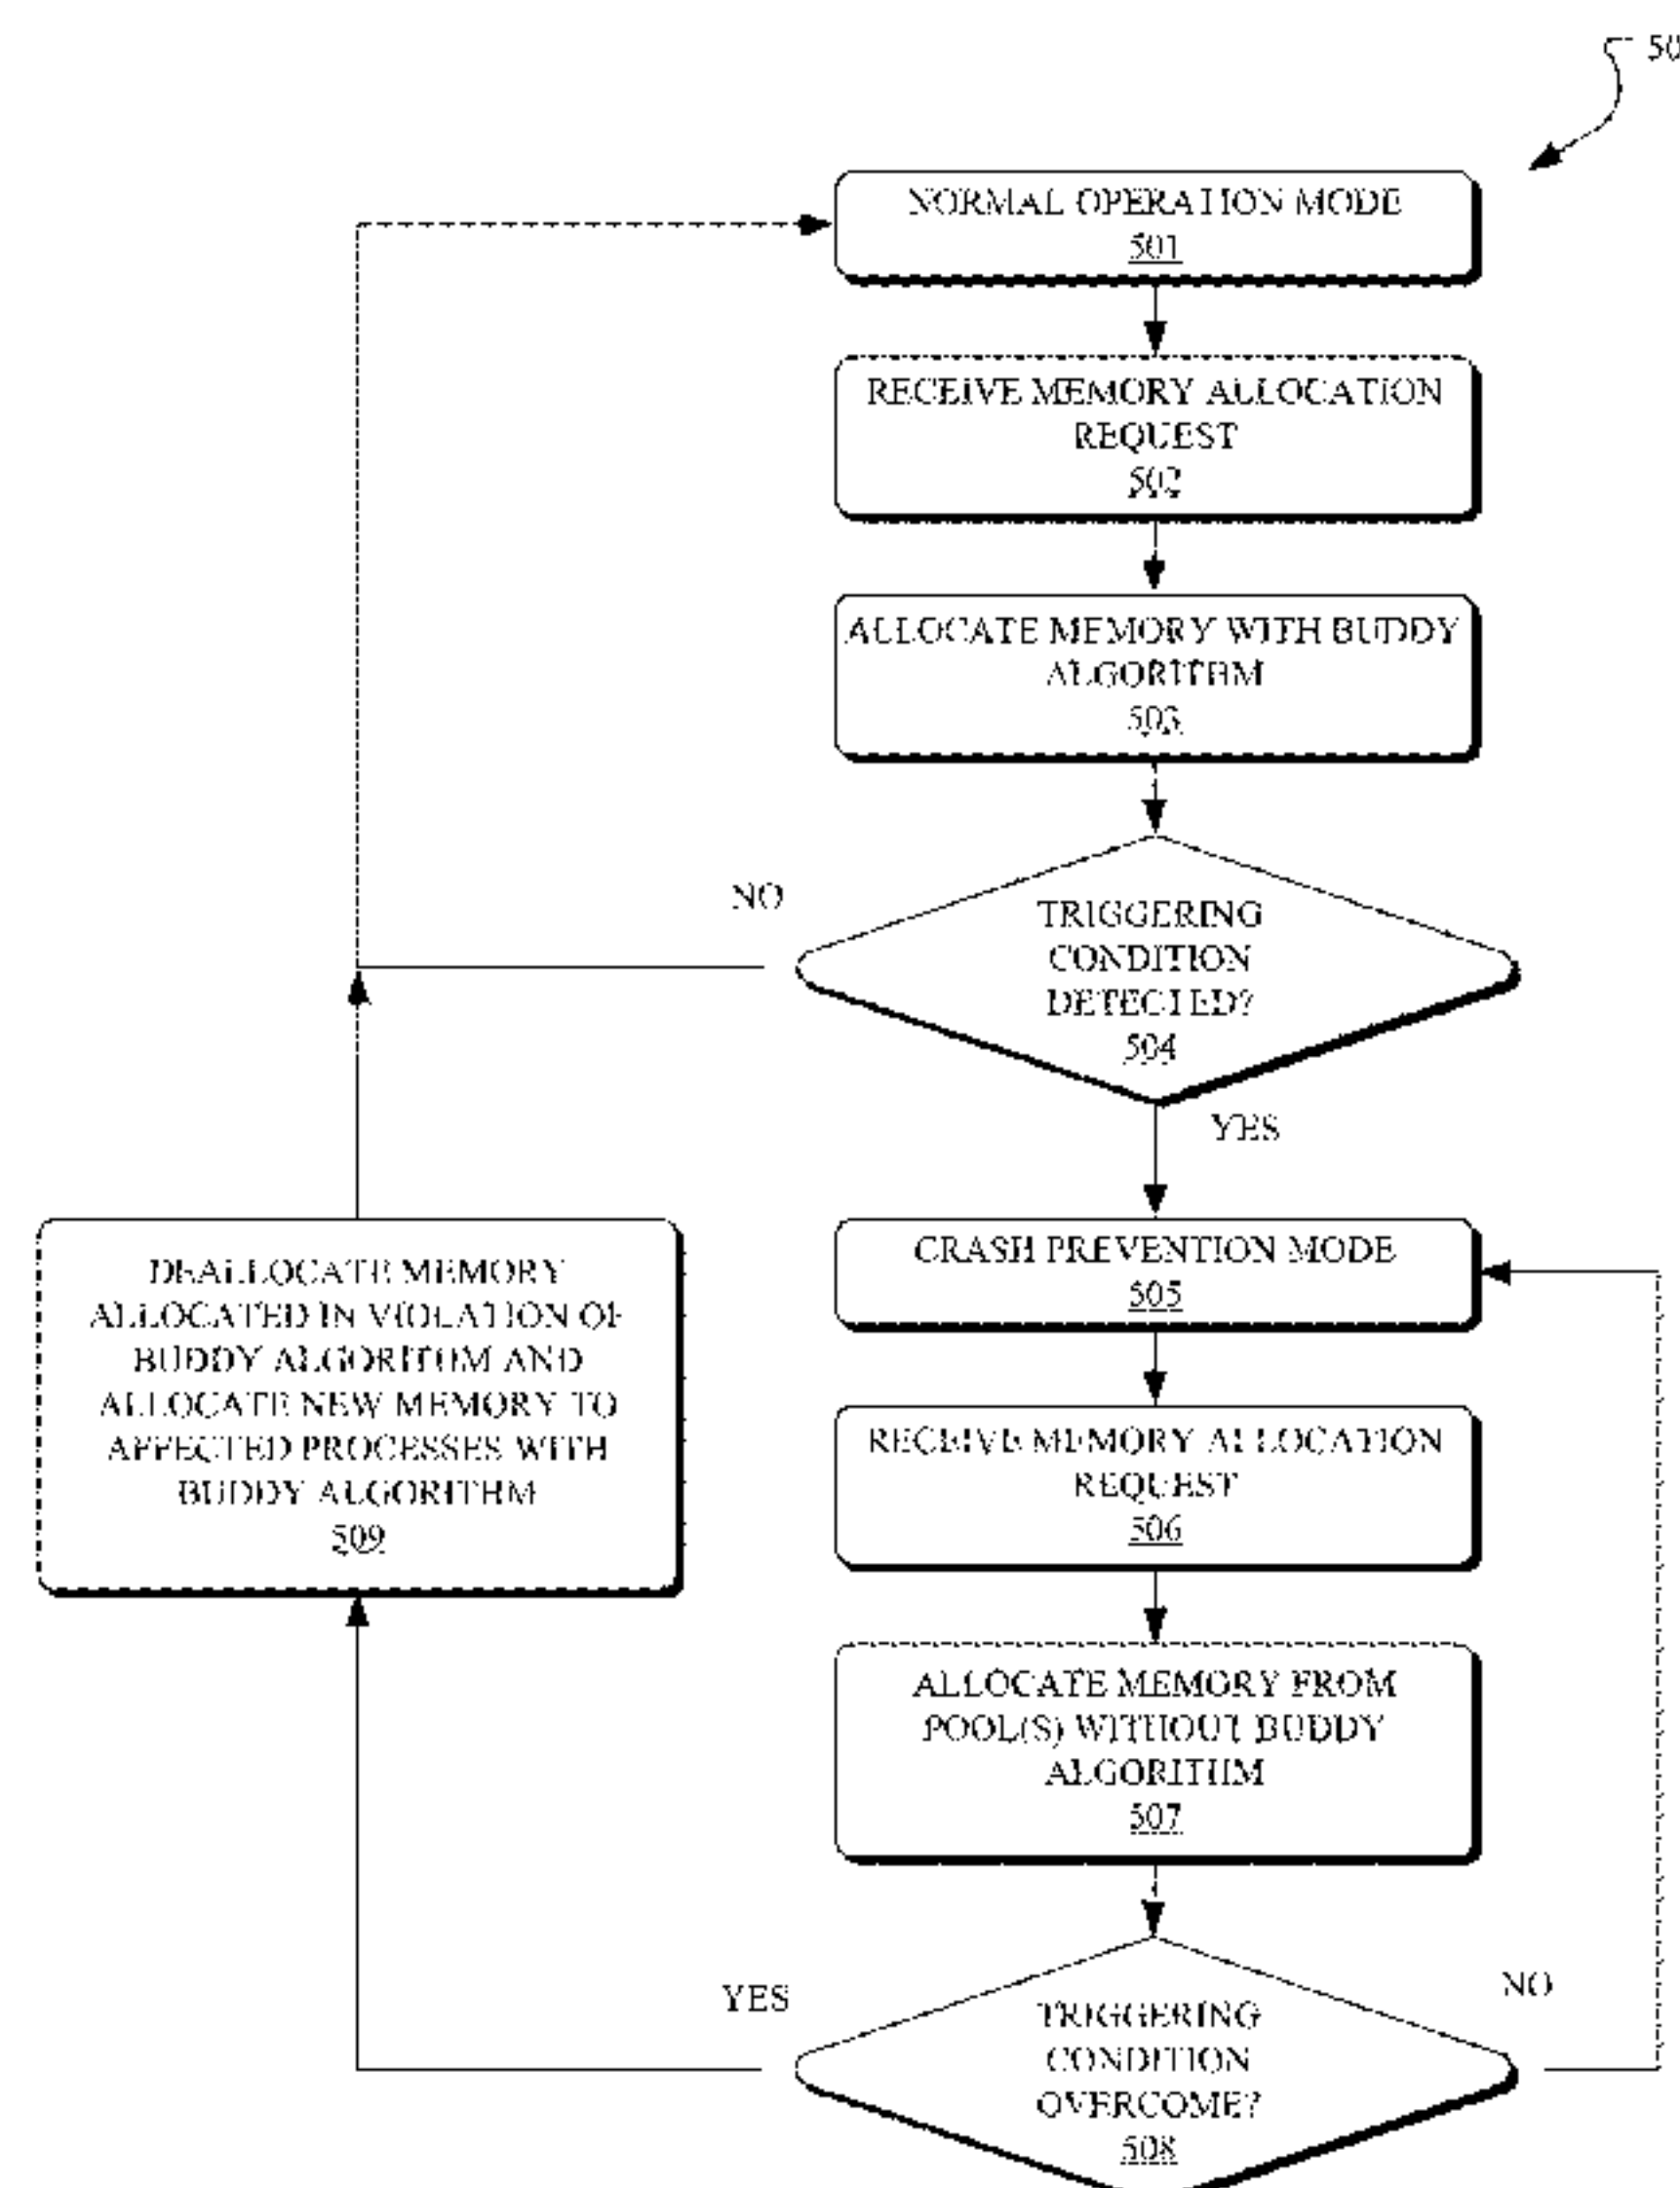 50
NORMAL OPERATION MODE
501
RECEIVE MEMORY ALLOCATION
REQUEST
502
ALLOCATE MEMORY WITH BUDDY
ALGORITHM
503
NO
TRIGGERING
CONDITION
DETECTED?
504
YES
CRASH PREVENTION MODE
505
DEALLOCATE MEMORY
ALLOCATED IN VIOLATION OF
BUDDY ALGORITHM AND
ALLOCATE NEW MEMORY TO
AFFECTED PROCESSES WITH
BUDDY ALGORITHM
509
RECEIVE MEMORY ALLOCATION
REQUEST
506
ALLOCATE MEMORY FROM
POOL(S) WITHOUT BUDDY
ALGORITHM
507
YES
NO
TRIGGERING
CONDITION
OVERCOME?
508